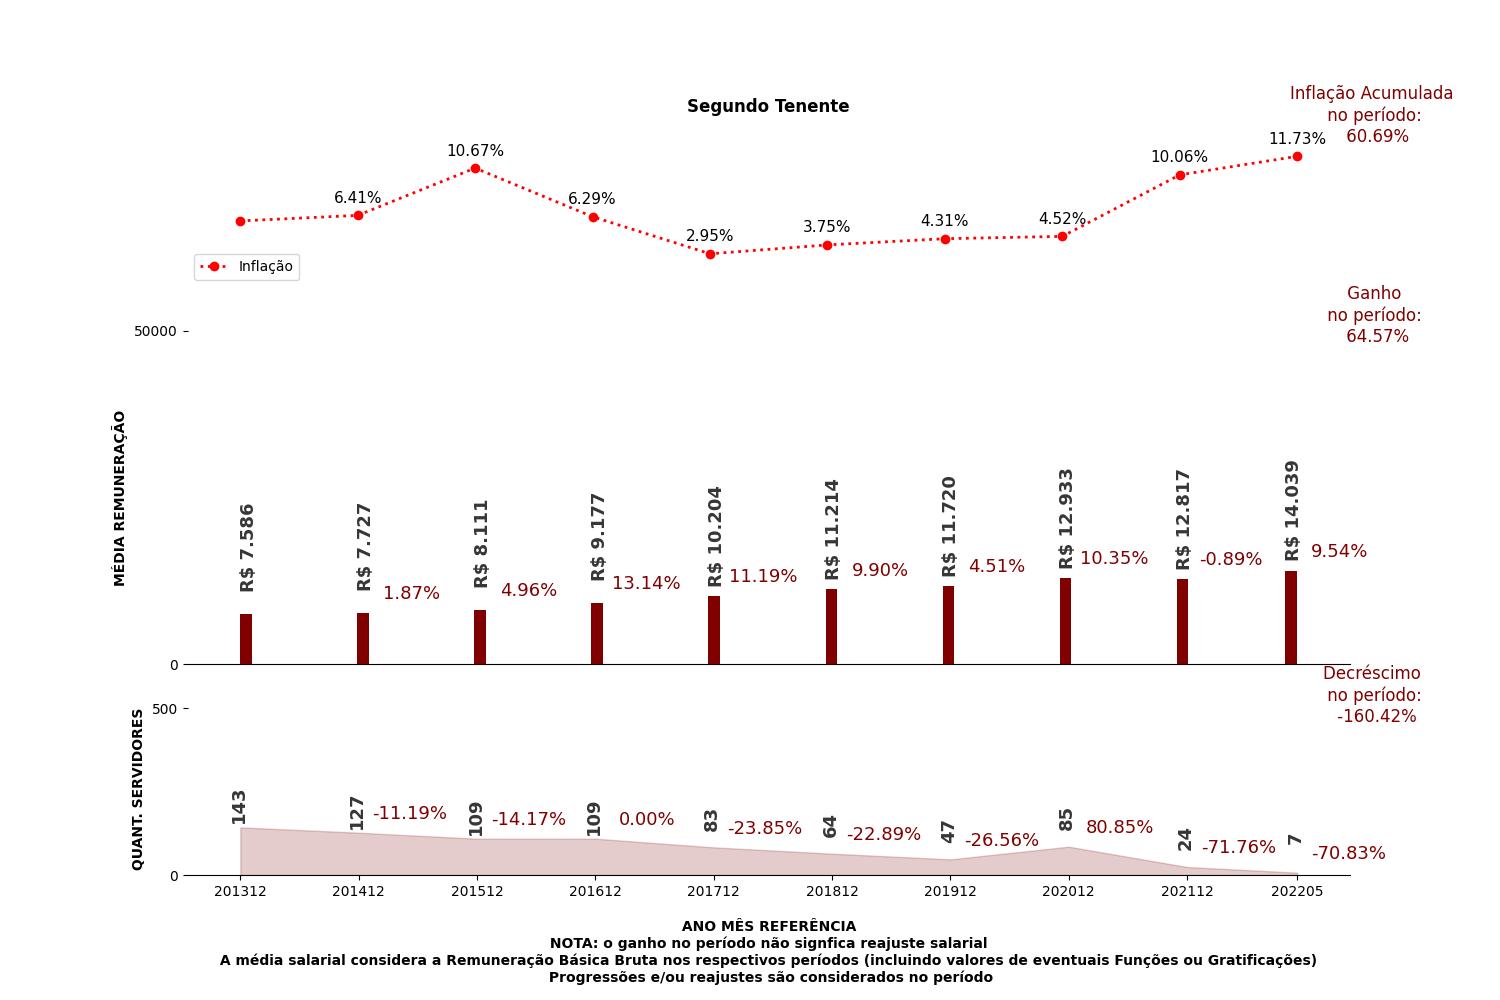 Segundo Tenente
Inflação Acumulada
no período:
60.69%
6.41%
10.67%
6.29%
2.95%
3.75%
4.31%
4.52%
10.06%
11.73%
Inflação
Ganho
no período:
64.57%
50000
0
MÉDIA REMUNERAÇÃO
R$ 7.586
R$ 7.727
R$ 8.111
R$ 9.177
R$ 10.204
R$ 11.214
R$ 11.720
R$ 12.933
R$ 12.817
R$ 14.039
1.87%
4.96%
13.14%
11.19%
9.90%
4.51%
10.35%
-0.89%
9.54%
Decréscimo
no período:
-160.42%
500
0
QUANT. SERVIDORES
143
127
109
109
83
64
47
85
24
7
-11.19%
-14.17%
0.00%
-23.85%
-22.89%
-26.56%
80.85%
-71.76%
-70.83%
201312
201412
201512
201612
201712
201812
201912
202012
202112
202205
ANO MÊS REFERÊNCIA
NOTA: o ganho no período não signfica reajuste salarial
A média salarial considera a Remuneração Básica Bruta nos respectivos períodos (incluindo valores de eventuais Funções ou Gratificações)
Progressões e/ou reajustes são considerados no período